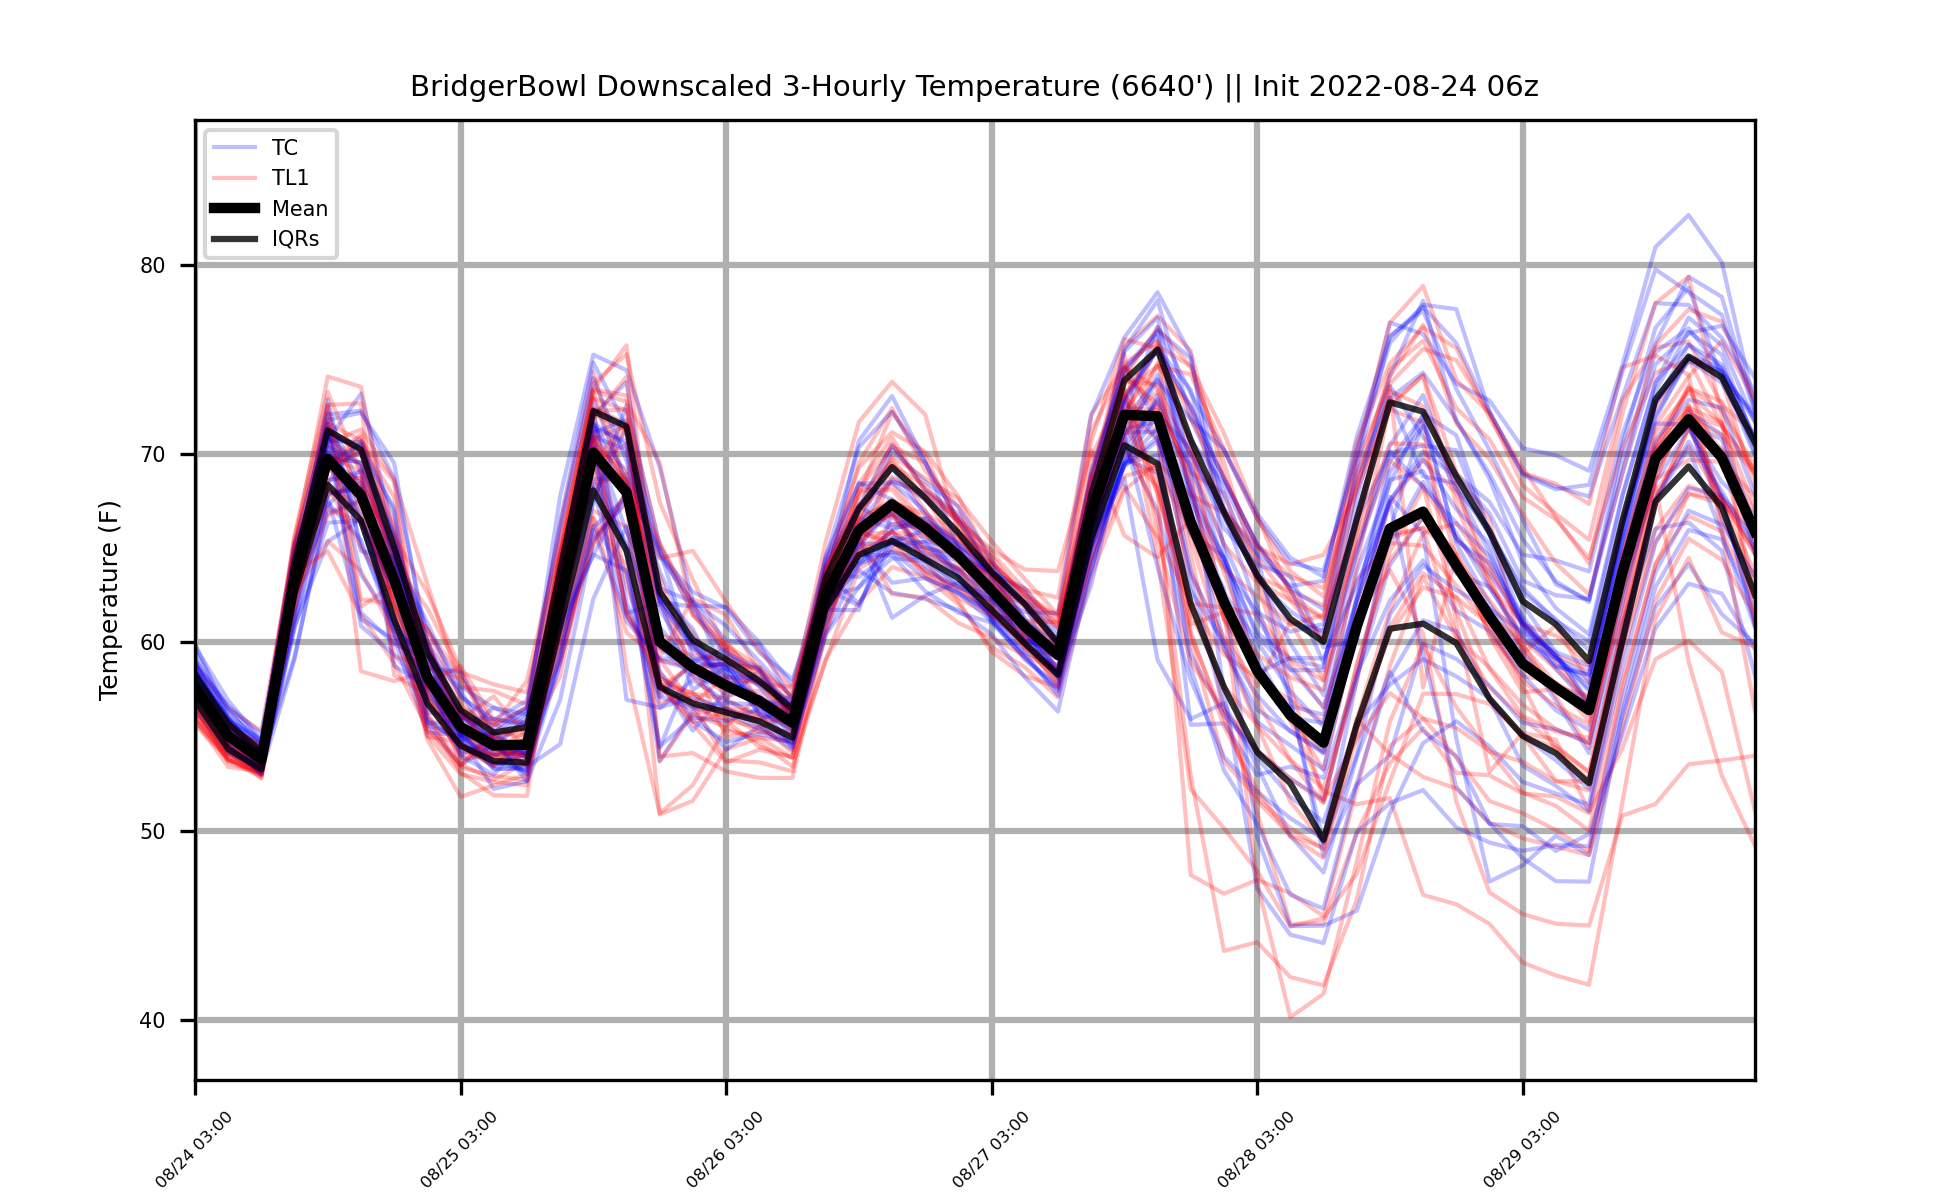 BridgerBowl Downscaled 3-Hourly Temperature (6640') || Init 2022-08-24 06z
TC
TL1
Mean
IQRs
Temperature (F)
80
70
60
50
40
08/24 03:00
08/25 03:00
08/26 03:00
08/27 03:00
08/28 03:00
08/29 03:00